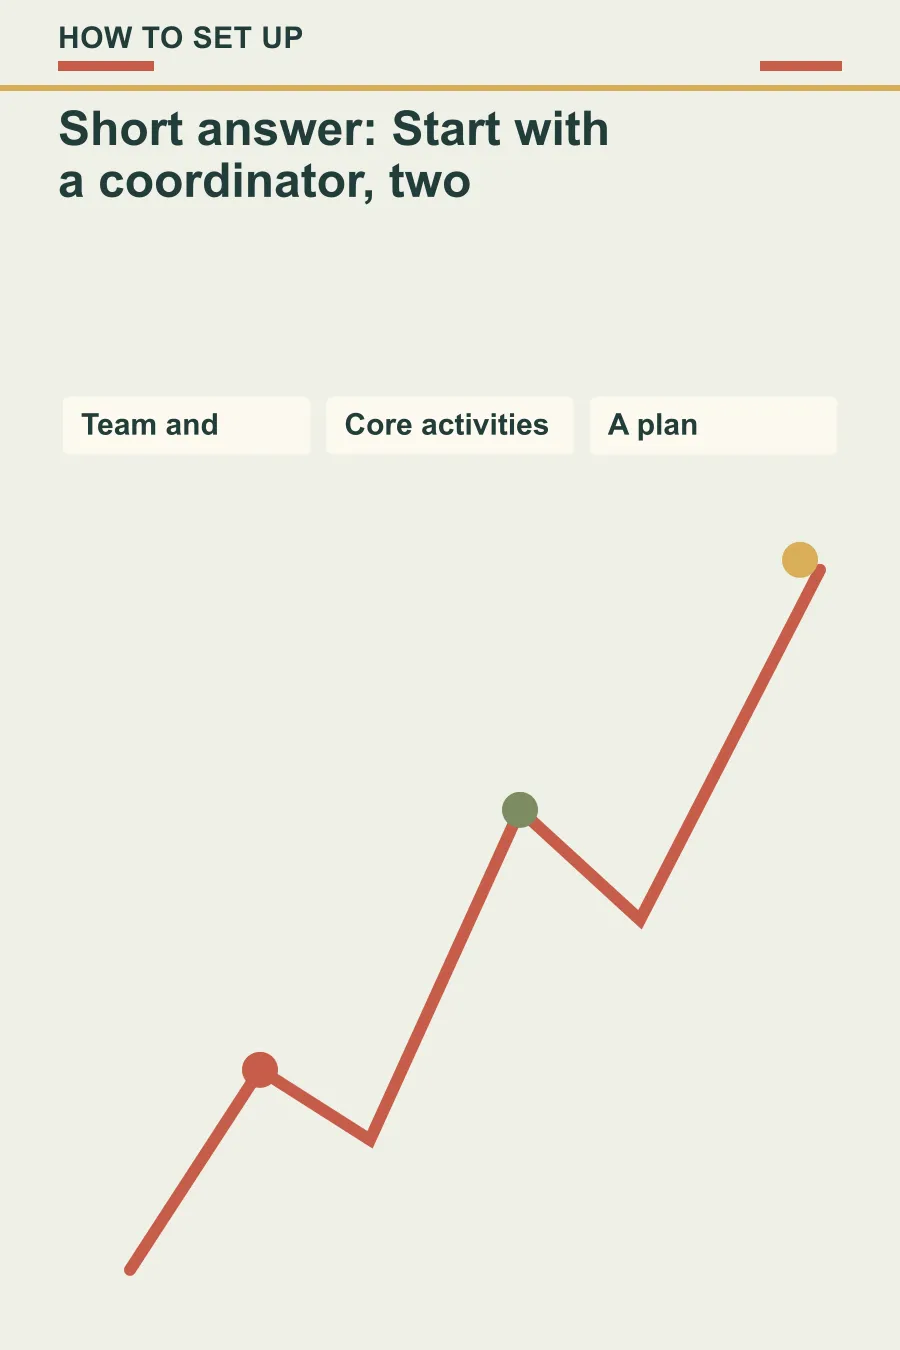 HOW TO SET UP
Short answer: Start with
a coordinator, two
Team and
Core activities
A plan